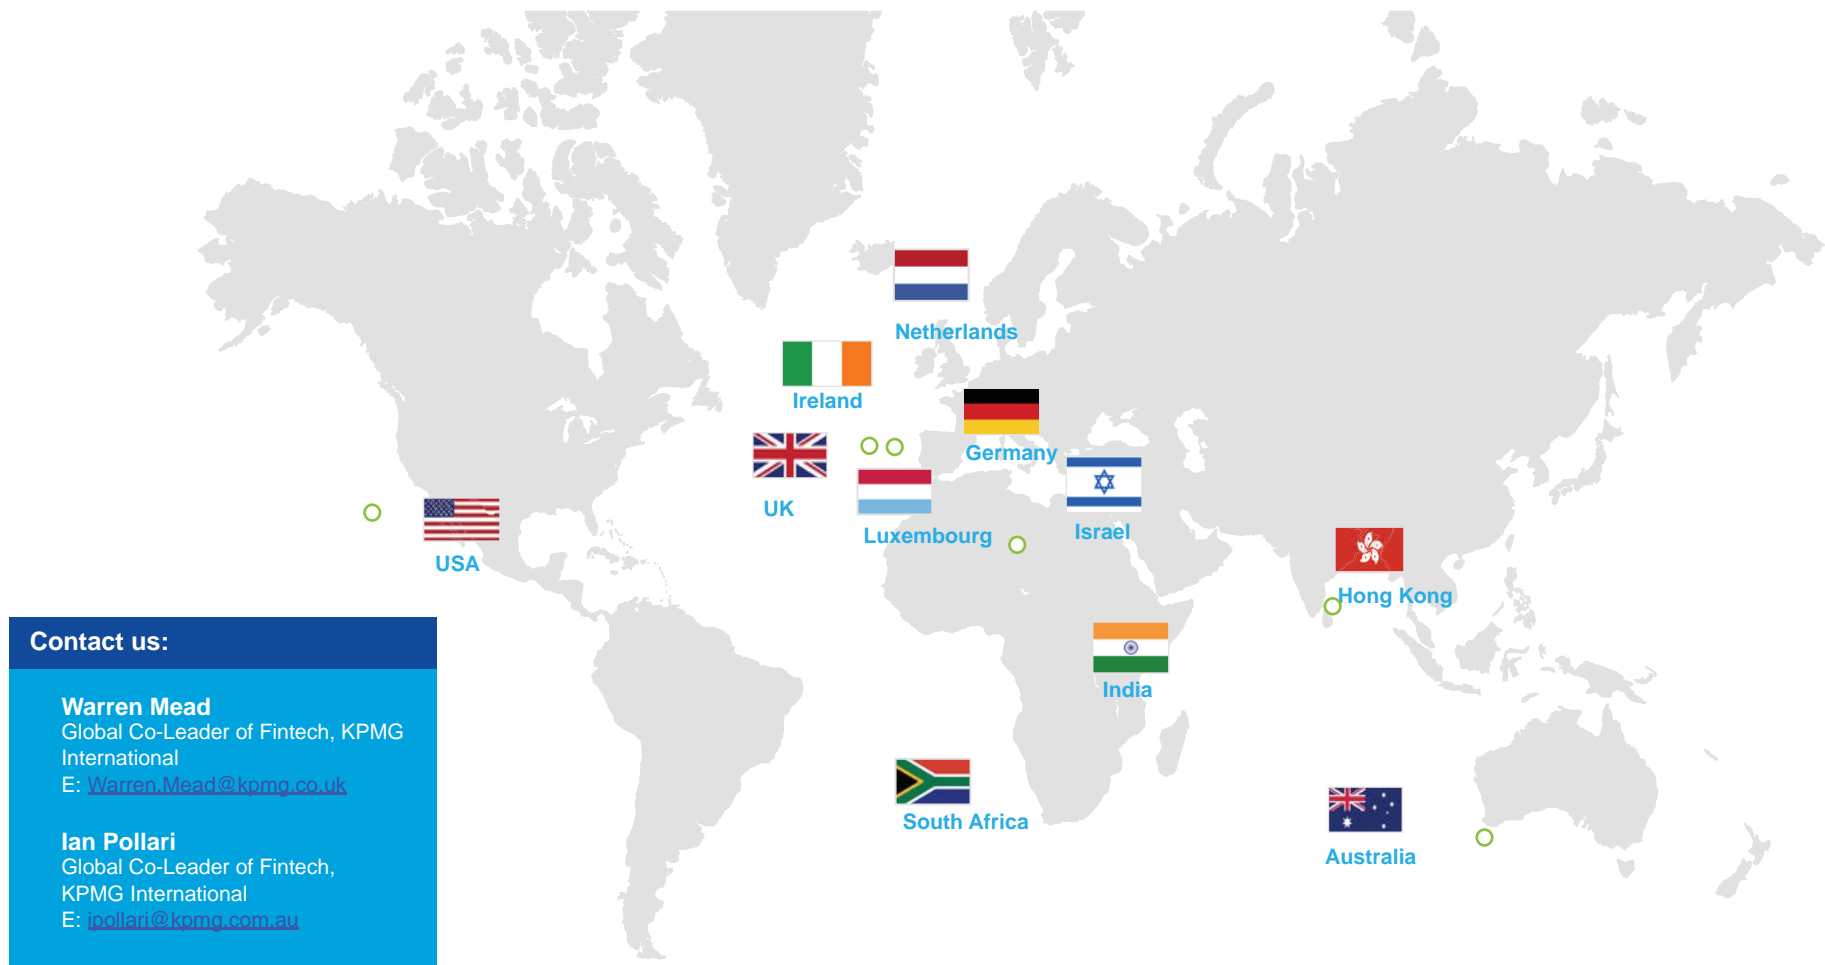 Netherlands
Ireland
Germany
UK
Luxembourg
Israel
USA
Hong Kong
India
South Africa
Australia
Contact us:
Warren Mead
Global Co-Leader of Fintech, KPMG
International
E: Warren.Mead@kpmg.co.uk
Ian Pollari
Global Co-Leader of Fintech,
KPMG International
E: ipollari@kpmg.com.au